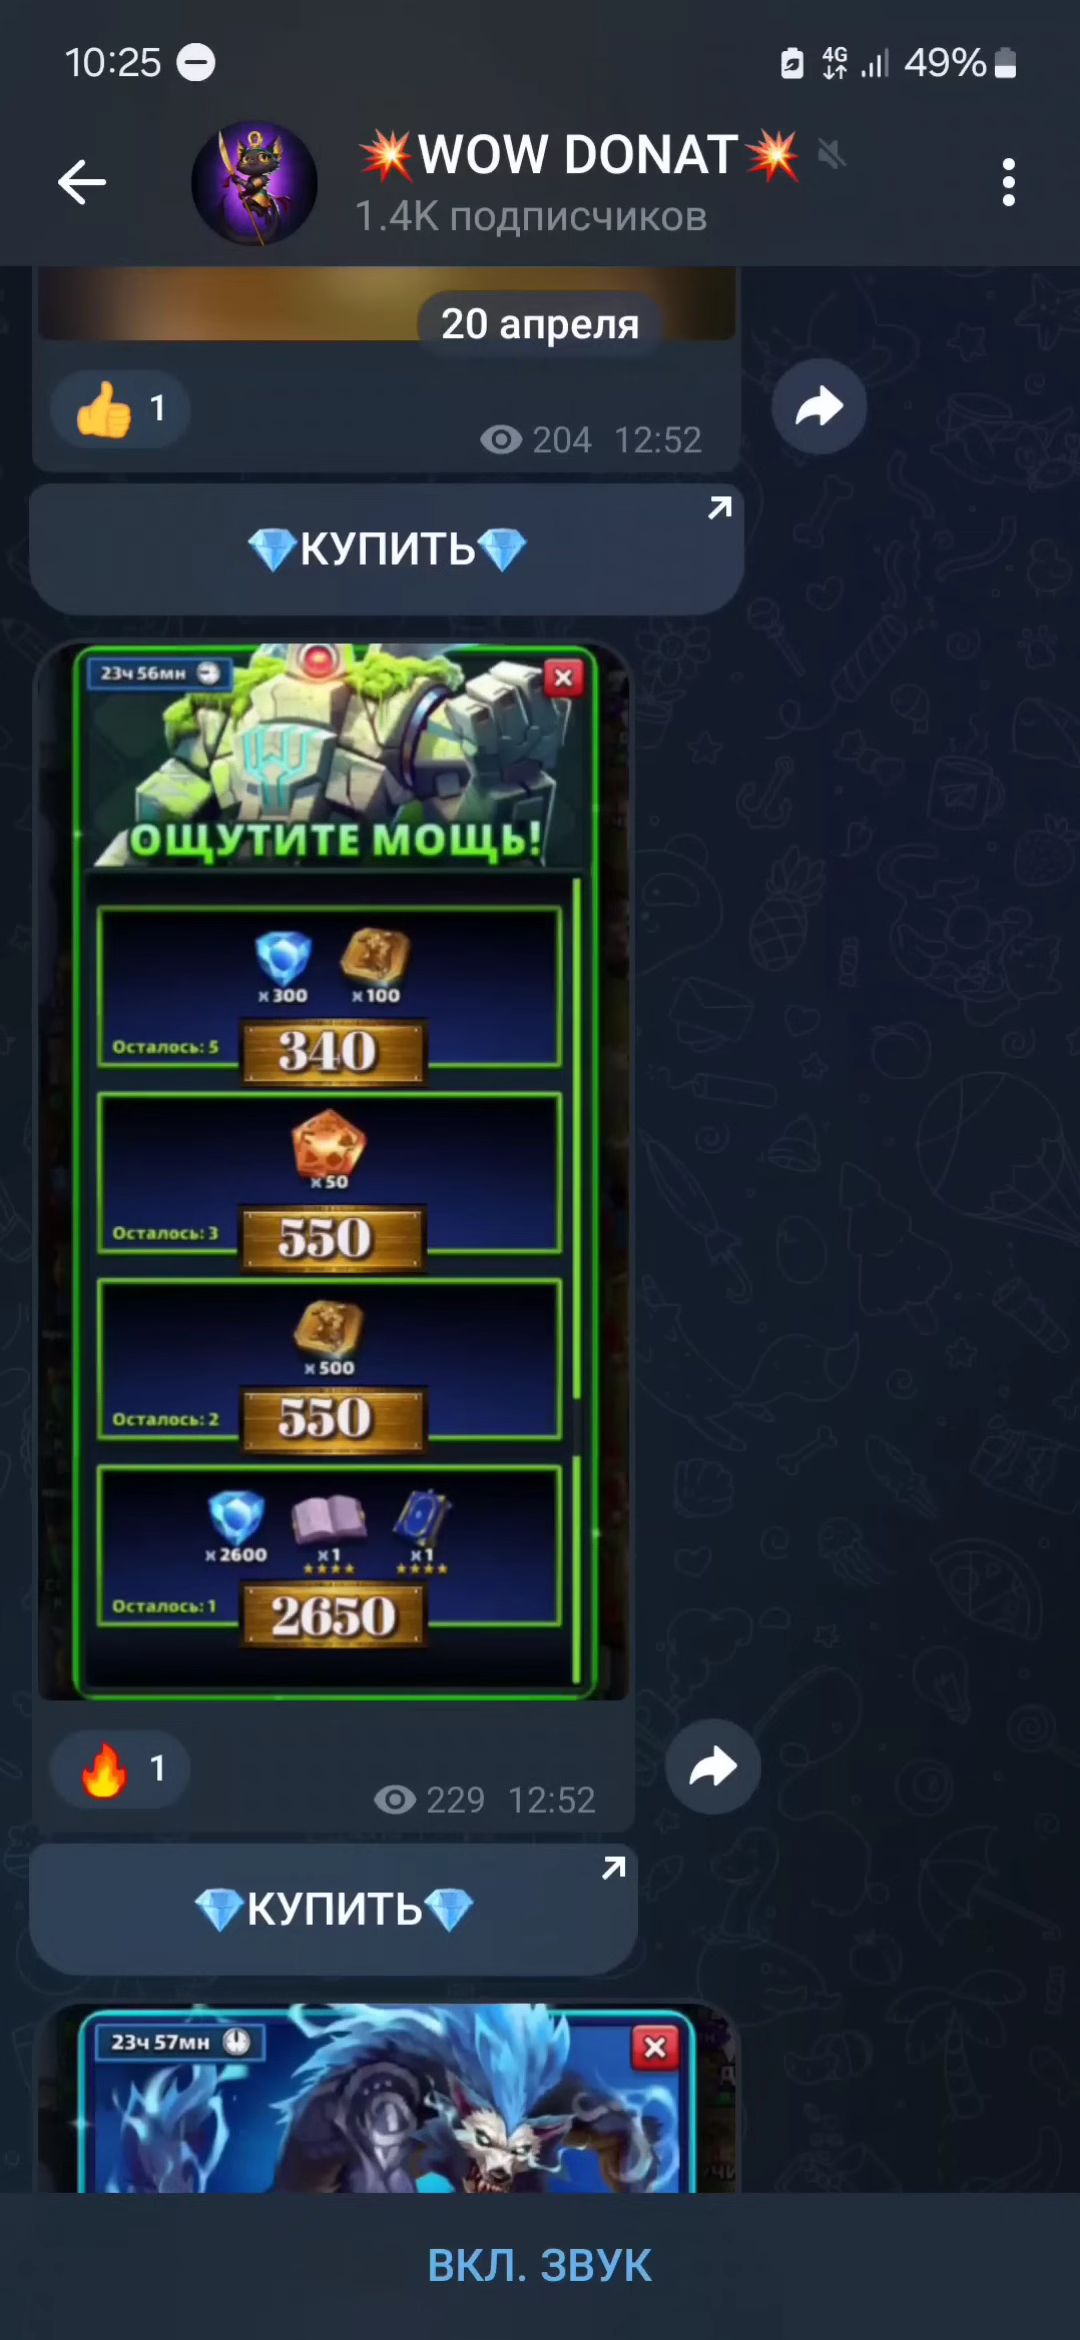 10:25
4G
49%
💥WOW DONAT💥
1.4K подписчиков
20 апреля
👍 1
204 12:52
💎КУПИТЬ💎
23ч 56мн
ОЩУТИТЕ МОЩЬ!
x300 x100
Осталось: 5
340
x50
Осталось: 3
550
x500
Осталось: 2
550
x2600 x1 x1
Осталось: 1
2650
🔥 1
229 12:52
💎КУПИТЬ💎
23ч 57мн
ВКЛ. ЗВУК